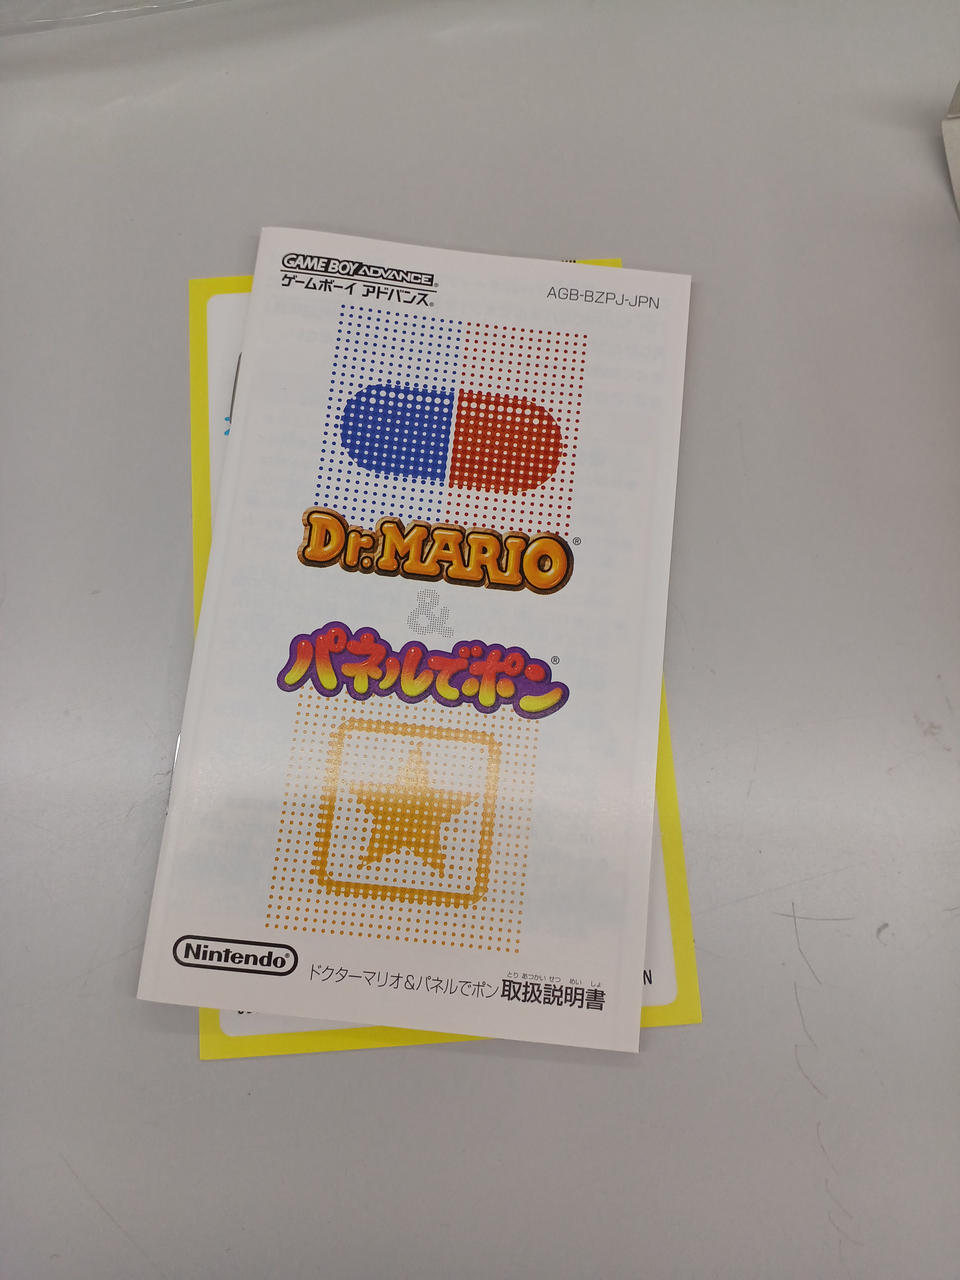 GAME BOY ADVANCE®
ゲームボーイ アドバンス®
AGB-BZPJ-JPN
Dr. MARIO®
&
パネルでポン®
Nintendo®
ドクターマリオ&パネルでポン 取扱説明書
とり あつかい せつ めい しょ
N